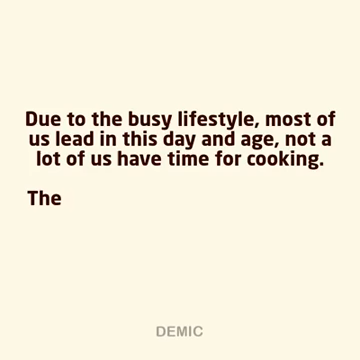 Due to the busy lifestyle, most of
us lead in this day and age, not a
lot of us have time for cooking.
The
DEMIC